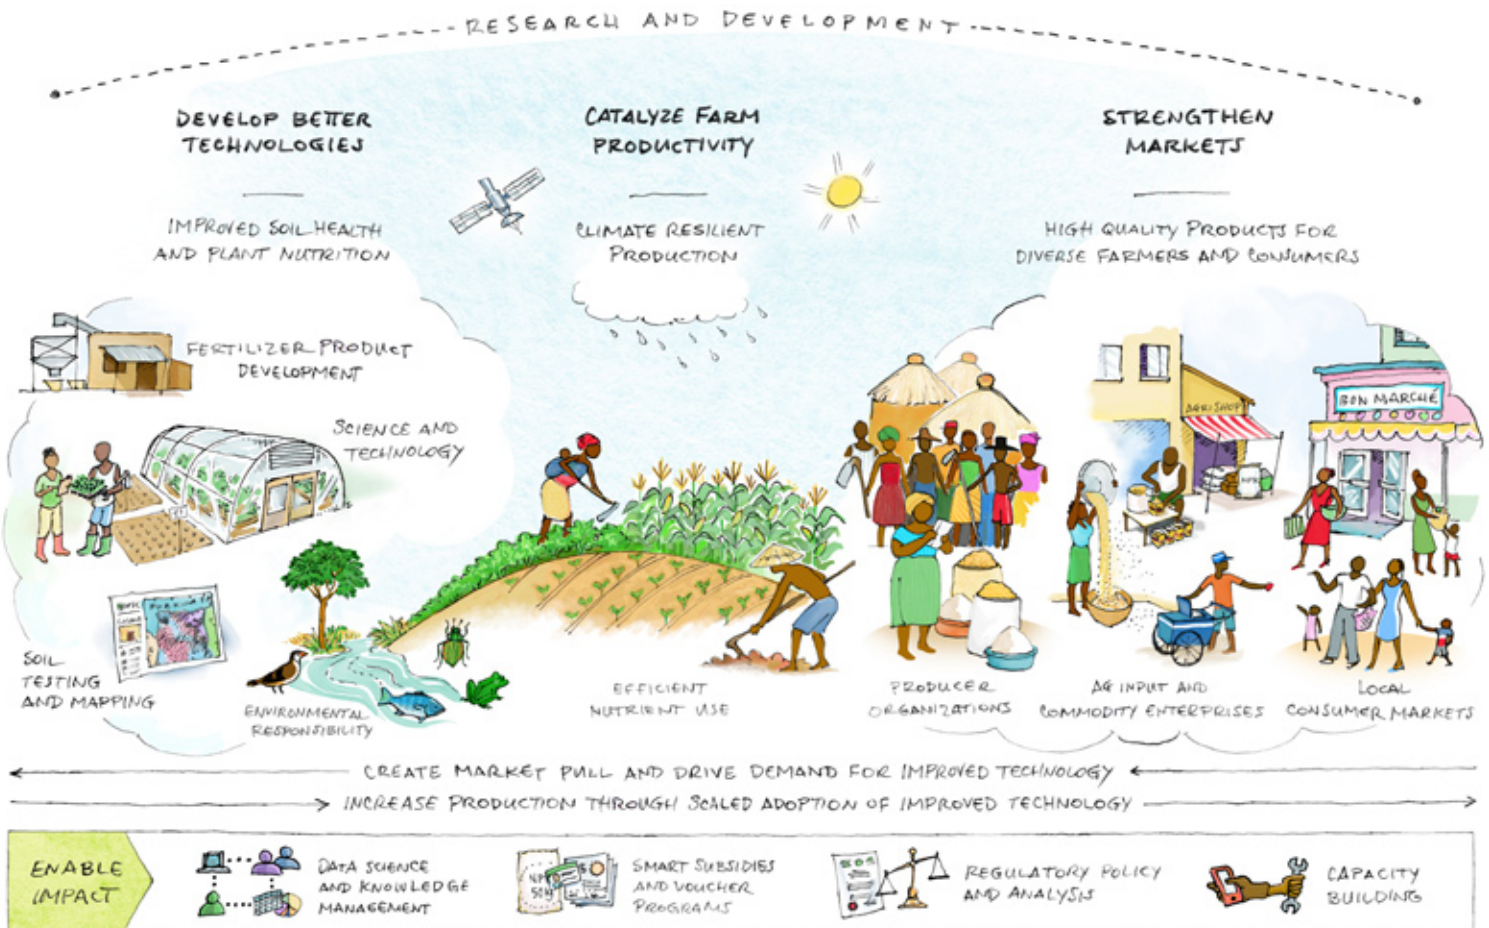 RESEARCH AND DEVELOPMENT
DEVELOP BETTER
TECHNOLOGIES
IMPROVED SOIL HEALTH
AND PLANT NUTRITION
CATALYZE FARM
PRODUCTIVITY
CLIMATE RESILIENT
PRODUCTION
STRENGTHEN
MARKETS
HIGH QUALITY PRODUCTS FOR
DIVERSE FARMERS AND CONSUMERS
FERTILIZER PRODUCT
DEVELOPMENT
SCIENCE AND
TECHNOLOGY
SOIL
TESTING
AND MAPPING
ENVIRONMENTAL
RESPONSIBILITY
EFFICIENT
NUTRIENT USE
AGRISHOP
BON MARCHÉ
PRODUCER
ORGANIZATIONS
AG INPUT AND
COMMODITY ENTERPRISES
LOCAL
CONSUMER MARKETS
CREATE MARKET PULL AND DRIVE DEMAND FOR IMPROVED TECHNOLOGY
INCREASE PRODUCTION THROUGH SCALED ADOPTION OF IMPROVED TECHNOLOGY
ENABLE
IMPACT
DATA SCIENCE
AND KNOWLEDGE
MANAGEMENT
SMART SUBSIDIES
AND VOUCHER
PROGRAMS
REGULATORY POLICY
AND ANALYSIS
CAPACITY
BUILDING